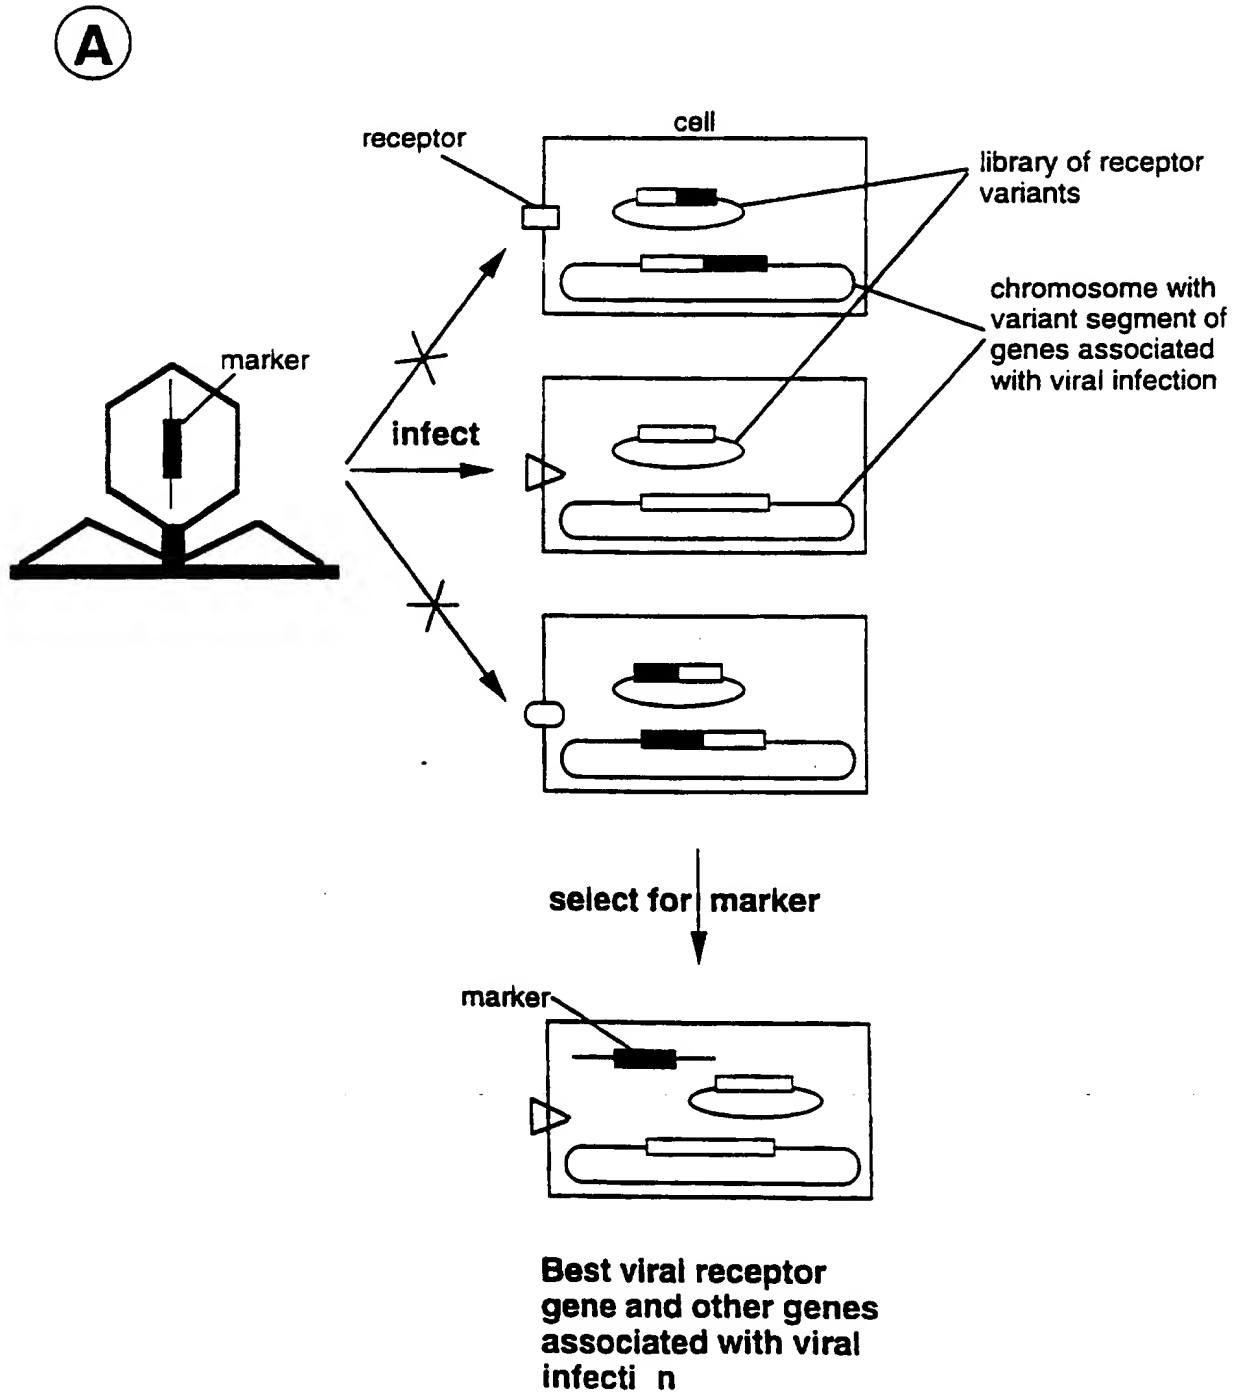 A
cell
receptor
library of receptor
variants
chromosome with
variant segment of
genes associated
with viral infection
marker
infect
select for marker
marker
Best viral receptor
gene and other genes
associated with viral
infecti n